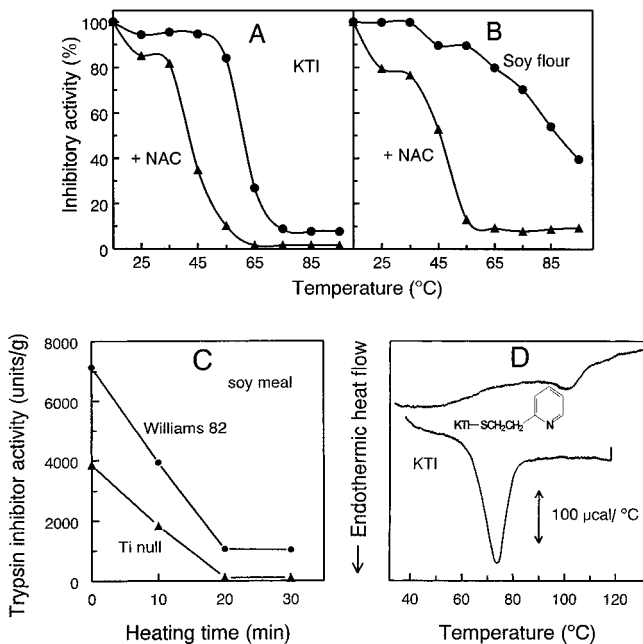 A
B
KTI
Soy flour
+ NAC
+ NAC
Inhibitory activity (%)
100
80
60
40
20
0
25 45 65 85
25 45 65 85
Temperature (°C)
C
soy meal
Williams 82
Ti null
Trypsin inhibitor activity (units/g)
8000
6000
4000
2000
0
0 10 20 30
Heating time (min)
D
KTI—SCH₂CH₂
N
KTI
100 µcal/ °C
Endothermic heat flow
40 60 80 100 120
Temperature (°C)